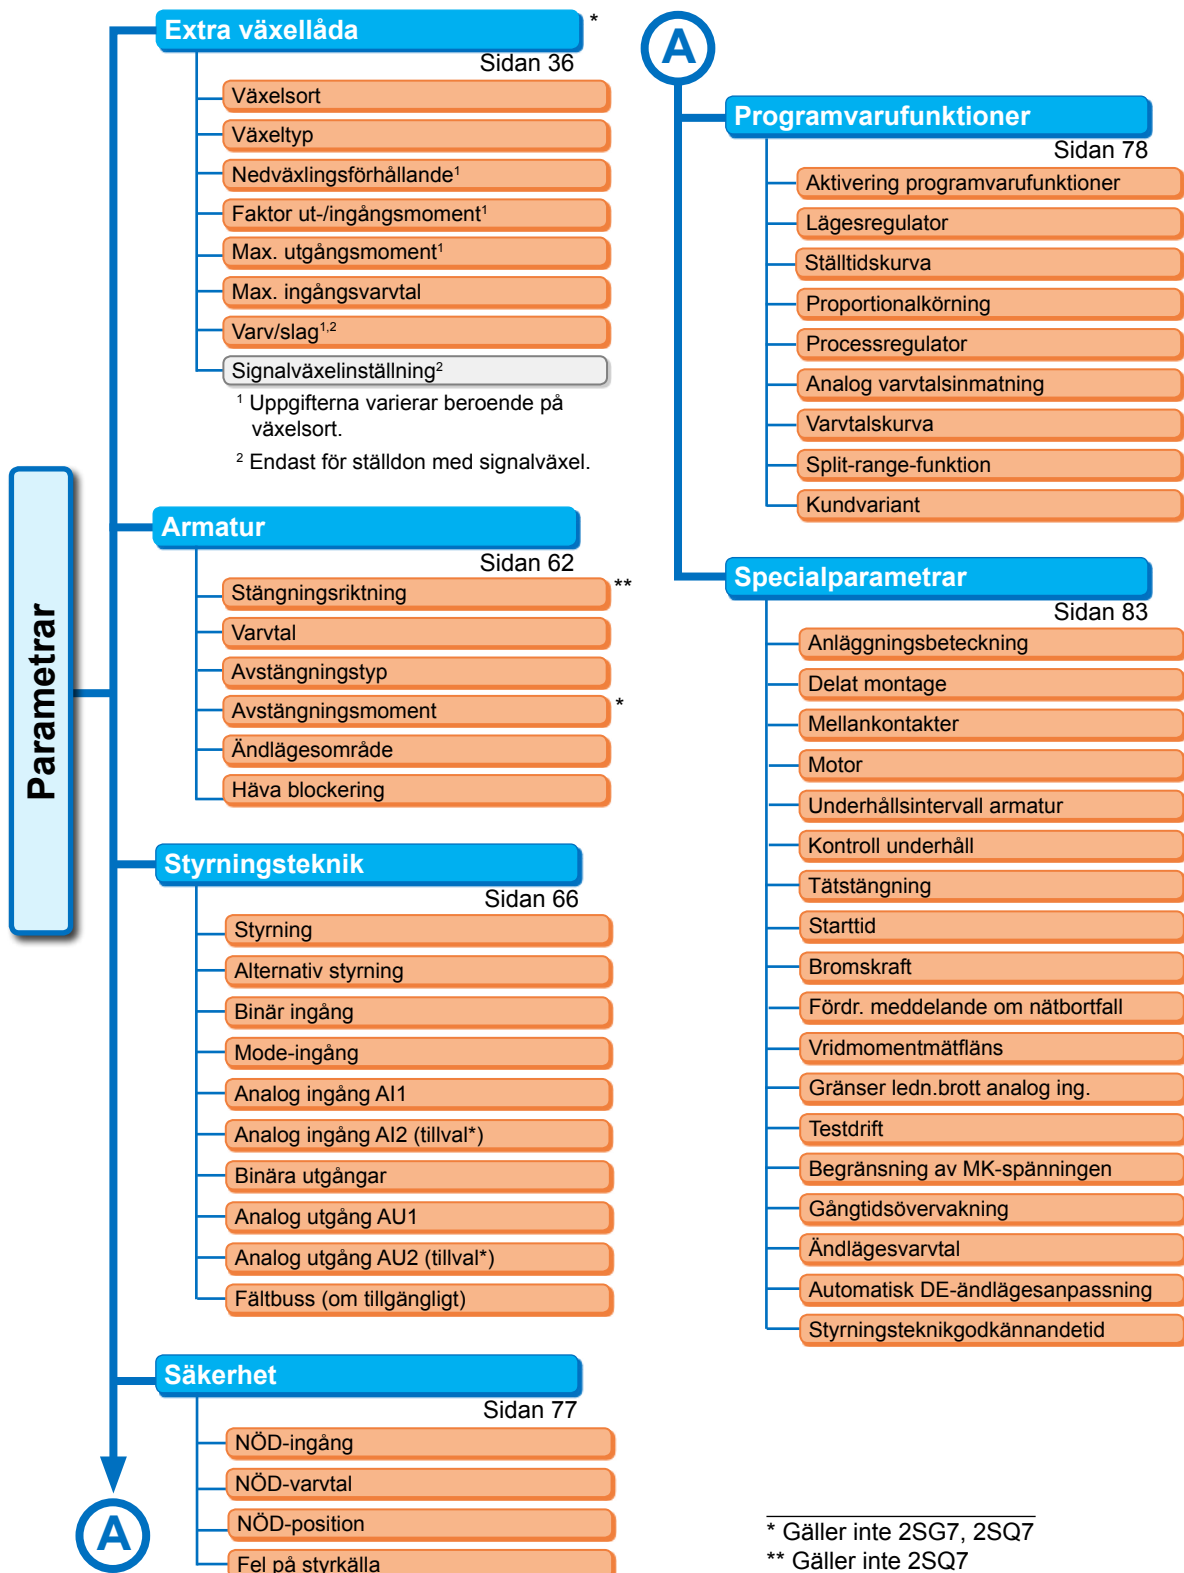 Parametrar
Extra växellåda *
Sidan 36
Växelsort
Växeltyp
Nedväxlingsförhållande¹
Faktor ut-/ingångsmoment¹
Max. utgångsmoment¹
Max. ingångsvarvtal
Varv/slag¹,²
Signalväxelinställning²
¹ Uppgifterna varierar beroende på
växelsort.
² Endast för ställdon med signalväxel.
Armatur
Sidan 62
Stängningsriktning **
Varvtal
Avstängningstyp
Avstängningsmoment *
Ändlägesområde
Häva blockering
Styrningsteknik
Sidan 66
Styrning
Alternativ styrning
Binär ingång
Mode-ingång
Analog ingång AI1
Analog ingång AI2 (tillval*)
Binära utgångar
Analog utgång AU1
Analog utgång AU2 (tillval*)
Fältbuss (om tillgängligt)
Säkerhet
Sidan 77
NÖD-ingång
NÖD-varvtal
NÖD-position
Fel på styrkälla
A
A
Programvarufunktioner
Sidan 78
Aktivering programvarufunktioner
Lägesregulator
Ställtidskurva
Proportionalkörning
Processregulator
Analog varvtalsinmatning
Varvtalskurva
Split-range-funktion
Kundvariant
Specialparametrar
Sidan 83
Anläggningsbeteckning
Delat montage
Mellankontakter
Motor
Underhållsintervall armatur
Kontroll underhåll
Tätstängning
Starttid
Bromskraft
Fördr. meddelande om nätbortfall
Vridmomentmätfläns
Gränser ledn.brott analog ing.
Testdrift
Begränsning av MK-spänningen
Gångtidsövervakning
Ändlägesvarvtal
Automatisk DE-ändlägesanpassning
Styrningsteknikgodkännandetid
* Gäller inte 2SG7, 2SQ7
** Gäller inte 2SQ7